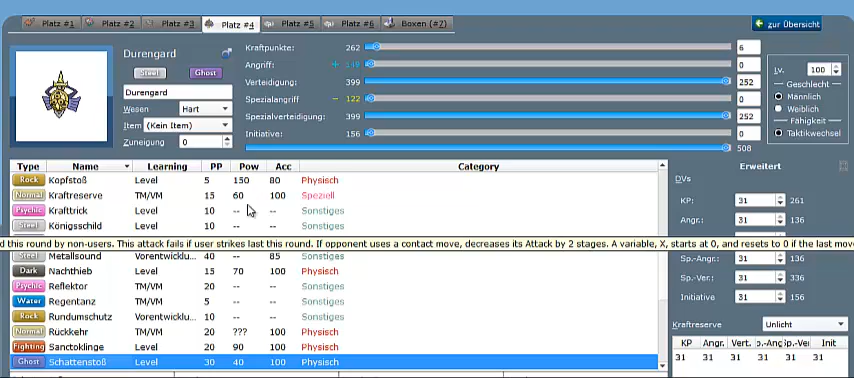 Platz #1 Platz #2 Platz #3 Platz #4 Platz #5 Platz #6 Boxen (#7) zur Übersicht
Durengard
Steel Ghost
Durengard
Wesen Hart
Item (Kein Item)
Zuneigung 0
Kraftpunkte: 262 6
Angriff: + 149 0
Verteidigung: 399 252
Spezialangriff − 122 0
Spezialverteidigung: 399 252
Initiative: 156 0
508
Lv. 100
Geschlecht
Männlich
Weiblich
Fähigkeit
Taktikwechsel
Type Name Learning PP Pow Acc Category
Rock Kopfstoß Level 5 150 80 Physisch
Normal Kraftreserve TM/VM 15 60 100 Speziell
Psychic Krafttrick Level 10 -- -- Sonstiges
Steel Königsschild Level 10 -- -- Sonstiges
d this round by non-users. This attack fails if user strikes last this round. If opponent uses a contact move, decreases its Attack by 2 stages. A variable, X, starts at 0, and resets to 0 if the last move
Steel Metallsound Vorentwicklu... 40 -- 85 Sonstiges
Dark Nachthieb Level 15 70 100 Physisch
Psychic Reflektor TM/VM 20 -- -- Sonstiges
Water Regentanz TM/VM 5 -- -- Sonstiges
Rock Rundumschutz Vorentwicklu... 10 -- -- Sonstiges
Normal Rückkehr TM/VM 20 ??? 100 Physisch
Fighting Sanctoklinge Level 20 90 100 Physisch
Ghost Schattenstoß Level 30 40 100 Physisch
Erweitert
DVs
KP: 31 261
Angr.: 31 136
Sp.-Angr.: 31 136
Sp.-Ver.: 31 336
Initiative 31 156
Kraftreserve Unlicht
KP Angr. Vert. Init
31 31 31 31 31 31